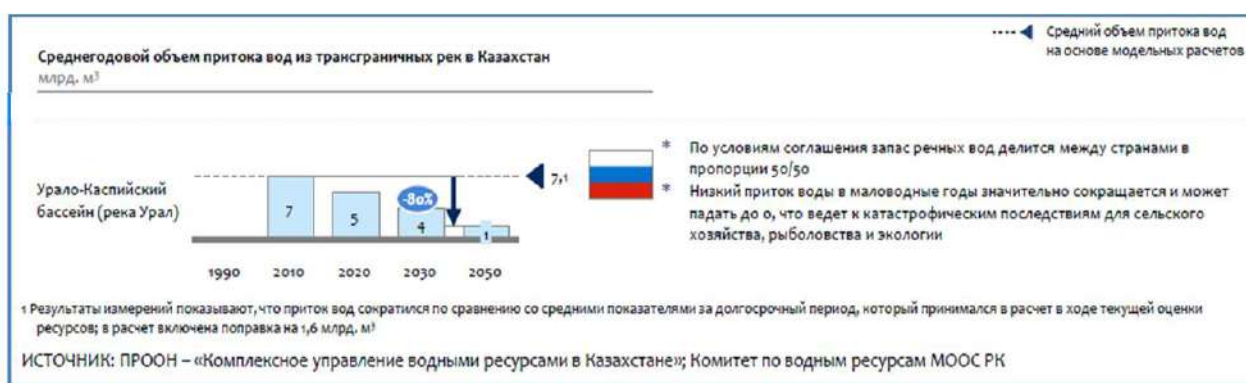 Средний объем притока вод
на основе модельных расчетов
Среднегодовой объем притока вод из трансграничных рек в Казахстан
млрд. м³
* По условиям соглашения запас речных вод делится между странами в
пропорции 50/50
* Низкий приток воды в маловодные годы значительно сокращается и может
падать до 0, что ведет к катастрофическим последствиям для сельского
хозяйства, рыболовства и экологии
Урало-Каспийский
бассейн (река Урал)
7,1
-80%
7 5 4 1
1990 2010 2020 2030 2050
1 Результаты измерений показывают, что приток вод сократился по сравнению со средними показателями за долгосрочный период, который принимался в расчет в ходе текущей оценки
ресурсов; в расчет включена поправка на 1,6 млрд. м³
ИСТОЧНИК: ПРООН – «Комплексное управление водными ресурсами в Казахстане»; Комитет по водным ресурсам МООС РК